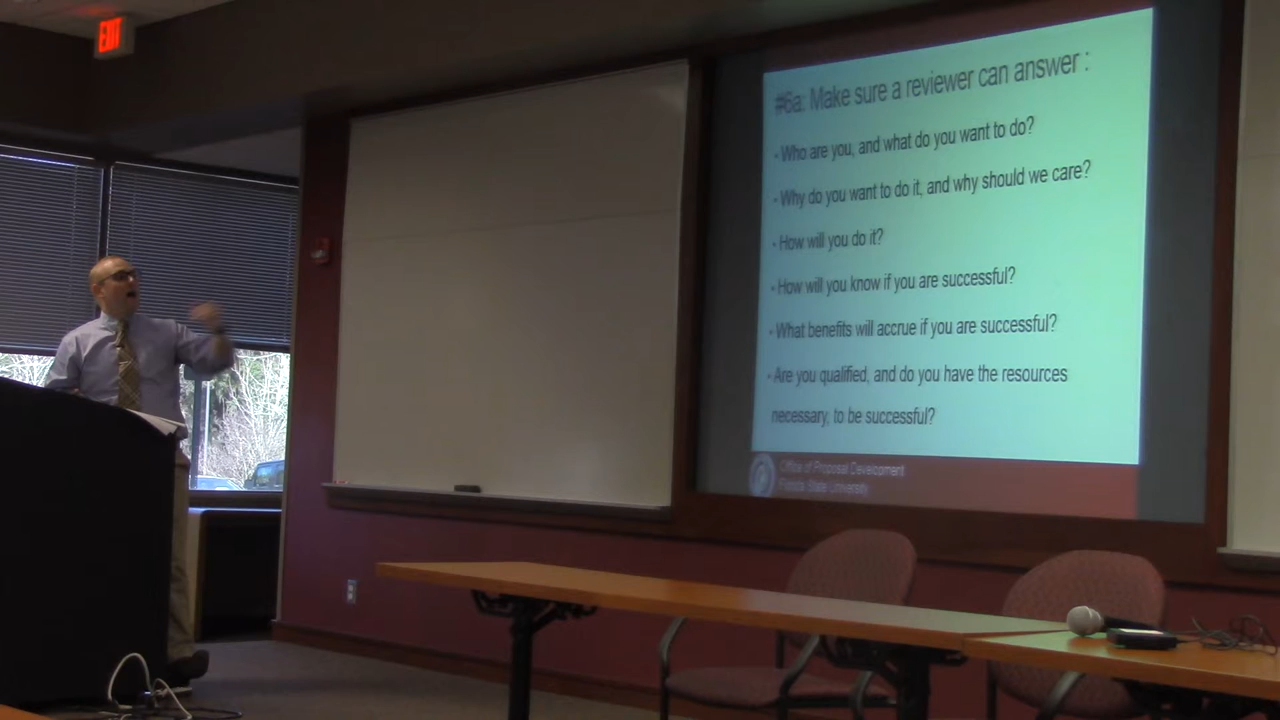 EXIT
#6a: Make sure a reviewer can answer :
- Who are you, and what do you want to do?
- Why do you want to do it, and why should we care?
- How will you do it?
- How will you know if you are successful?
- What benefits will accrue if you are successful?
- Are you qualified, and do you have the resources
necessary, to be successful?
Office of Proposal Development
Florida State University